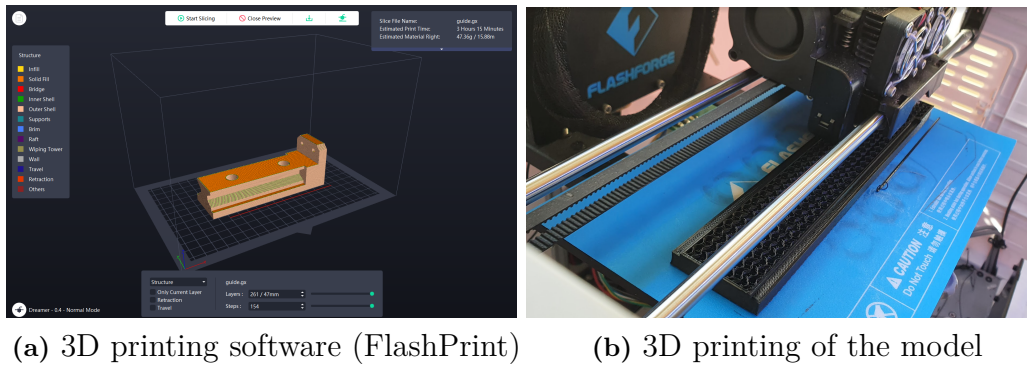 Start Slicing
Close Preview
Slice File Name: guide.gx
Estimated Print Time: 3 Hours 15 Minutes
Estimated Material Right: 47.36g / 15.88m
Structure
Infill
Solid Fill
Bridge
Inner Shell
Outer Shell
Supports
Brim
Raft
Wiping Tower
Wall
Travel
Retraction
Others
Structure
guide.gx
Only Current Layer
Retraction
Travel
Layers : 261 / 47mm
Steps : 154
Dreamer - 0.4 - Normal Mode
FLASHFORGE
CAUTION 注意
Do Not Touch
(a) 3D printing software (FlashPrint)
(b) 3D printing of the model